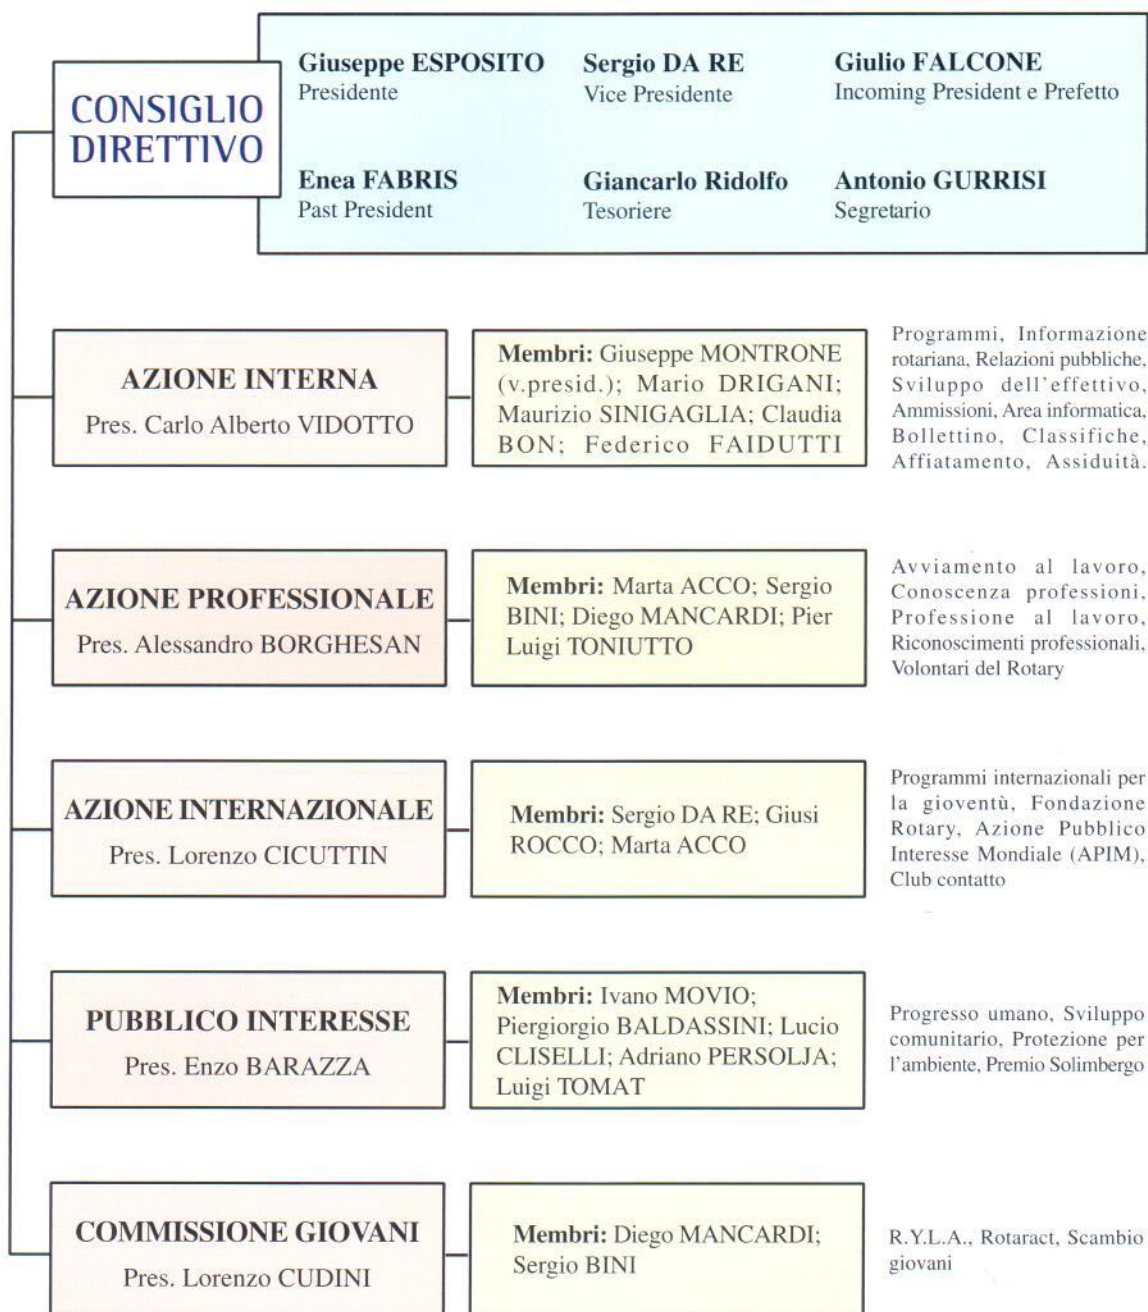 CONSIGLIO
DIRETTIVO
Giuseppe ESPOSITO
Presidente
Sergio DA RE
Vice Presidente
Giulio FALCONE
Incoming President e Prefetto
Enea FABRIS
Past President
Giancarlo Ridolfo
Tesoriere
Antonio GURRISI
Segretario
AZIONE INTERNA
Pres. Carlo Alberto VIDOTTO
Membri: Giuseppe MONTRONE
(v.presid.); Mario DRIGANI;
Maurizio SINIGAGLIA; Claudia
BON; Federico FAIDUTTI
Programmi, Informazione
rotariana, Relazioni pubbliche,
Sviluppo dell'effettivo,
Ammissioni, Area informatica,
Bollettino, Classifiche,
Affiatamento, Assiduità.
AZIONE PROFESSIONALE
Pres. Alessandro BORGHESAN
Membri: Marta ACCO; Sergio
BINI; Diego MANCARDI; Pier
Luigi TONIUTTO
Avviamento al lavoro,
Conoscenza professioni,
Professione al lavoro,
Riconoscimenti professionali,
Volontari del Rotary
AZIONE INTERNAZIONALE
Pres. Lorenzo CICUTTIN
Membri: Sergio DA RE; Giusi
ROCCO; Marta ACCO
Programmi internazionali per
la gioventù, Fondazione
Rotary, Azione Pubblico
Interesse Mondiale (APIM),
Club contatto
PUBBLICO INTERESSE
Pres. Enzo BARAZZA
Membri: Ivano MOVIO;
Piergiorgio BALDASSINI; Lucio
CLISELLI; Adriano PERSOLJA;
Luigi TOMAT
Progresso umano, Sviluppo
comunitario, Protezione per
l'ambiente, Premio Solimbergo
COMMISSIONE GIOVANI
Pres. Lorenzo CUDINI
Membri: Diego MANCARDI;
Sergio BINI
R.Y.L.A., Rotaract, Scambio
giovani